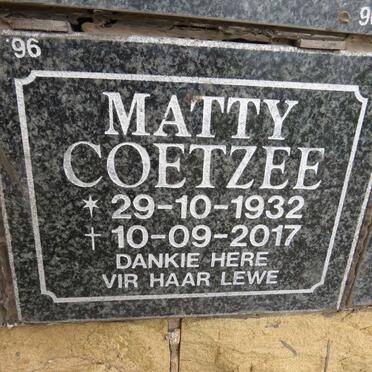 96
MATTY
COETZEE
* 29-10-1932
† 10-09-2017
DANKIE HERE
VIR HAAR LEWE